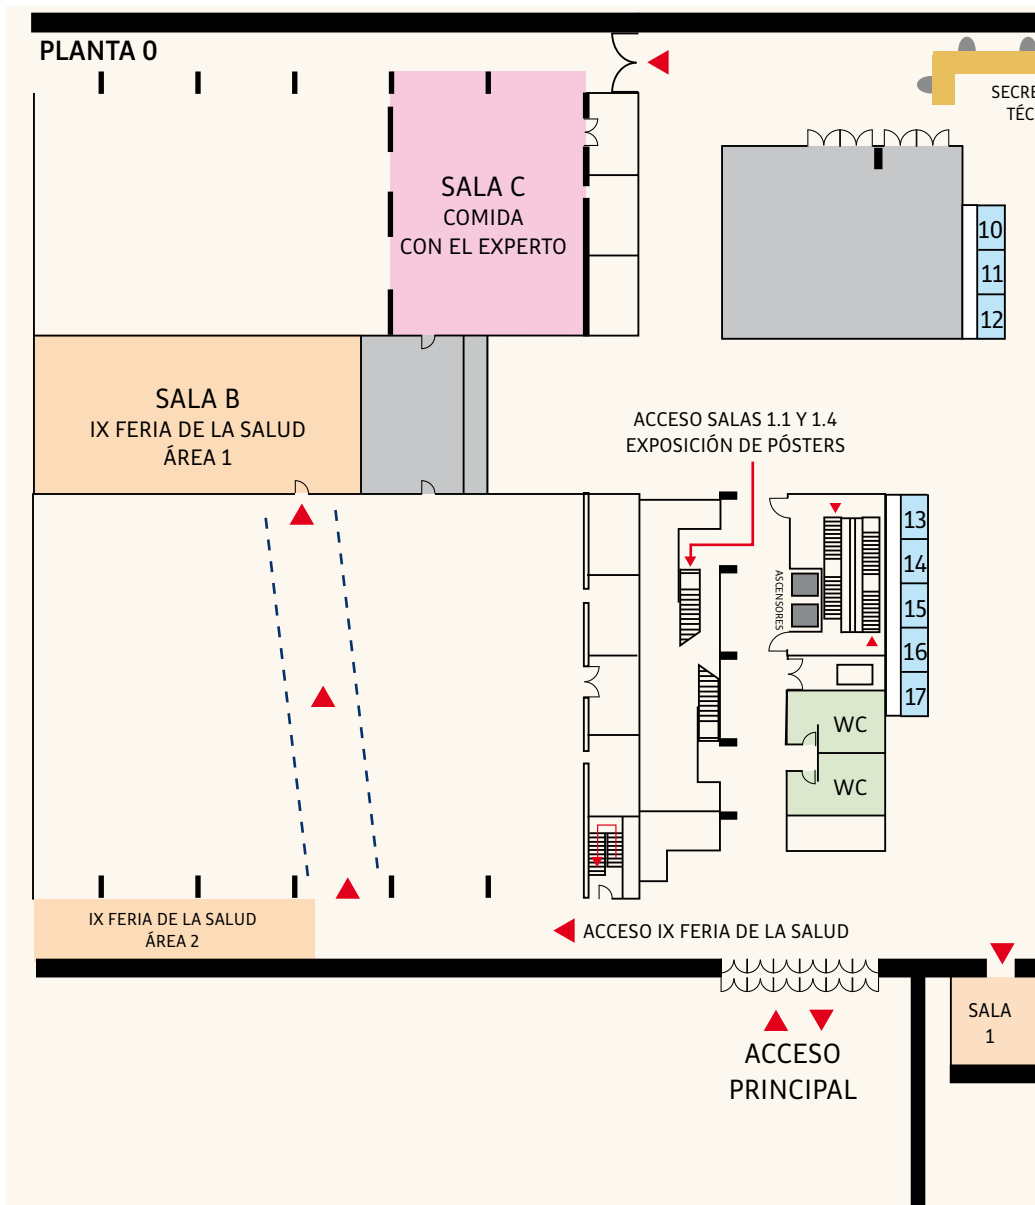 PLANTA 0
SECRE
TÉC
SALA C
COMIDA
CON EL EXPERTO
10
11
12
SALA B
IX FERIA DE LA SALUD
ÁREA 1
ACCESO SALAS 1.1 Y 1.4
EXPOSICIÓN DE PÓSTERS
13
14
15
16
17
ASCENSORES
WC
WC
IX FERIA DE LA SALUD
ÁREA 2
ACCESO IX FERIA DE LA SALUD
SALA
1
ACCESO
PRINCIPAL